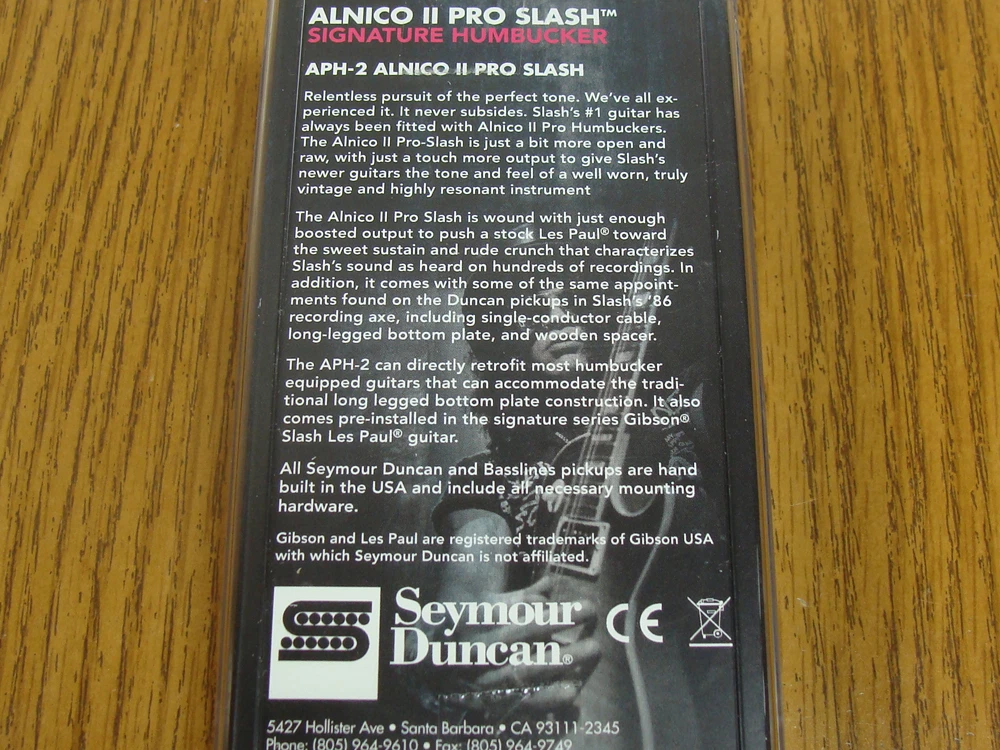 ALNICO II PRO SLASH™
SIGNATURE HUMBUCKER
APH-2 ALNICO II PRO SLASH
Relentless pursuit of the perfect tone. We've all ex-
perienced it. It never subsides. Slash's #1 guitar has
always been fitted with Alnico II Pro Humbuckers.
The Alnico II Pro-Slash is just a bit more open and
raw, with just a touch more output to give Slash's
newer guitars the tone and feel of a well worn, truly
vintage and highly resonant instrument
The Alnico II Pro Slash is wound with just enough
boosted output to push a stock Les Paul® toward
the sweet sustain and rude crunch that characterizes
Slash's sound as heard on hundreds of recordings. In
addition, it comes with some of the same appoint-
ments found on the Duncan pickups in Slash's '86
recording axe, including single-conductor cable,
long-legged bottom plate, and wooden spacer.
The APH-2 can directly retrofit most humbucker
equipped guitars that can accommodate the tradi-
tional long legged bottom plate construction. It also
comes pre-installed in the signature series Gibson®
Slash Les Paul® guitar.
All Seymour Duncan and Basslines pickups are hand
built in the USA and include all necessary mounting
hardware.
Gibson and Les Paul are registered trademarks of Gibson USA
with which Seymour Duncan is not affiliated.
Seymour
Duncan®
CE
5427 Hollister Ave • Santa Barbara • CA 93111-2345
Phone: (805) 964-9610 • Fax: (805) 964-9749